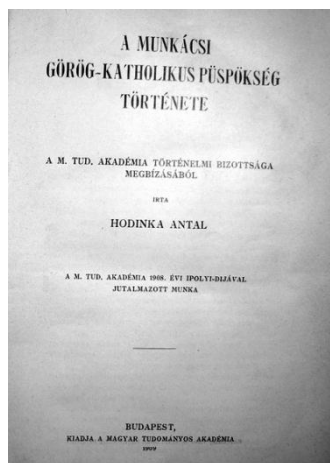 A MUNKÁCSI
GÖRÖG-KATHOLIKUS PÜSPÖKSÉG
TÖRTÉNETE
A M. TUD. AKADÉMIA TÖRTÉNELMI BIZOTTSÁGA
MEGBÍZÁSÁBÓL
IRTA
HODINKA ANTAL
A M. TUD. AKADÉMIA 1908. ÉVI IPOLYI-DIJÁVAL
JUTALMAZOTT MUNKA
BUDAPEST,
KIADJA A MAGYAR TUDOMÁNYOS AKADÉMIA
1909